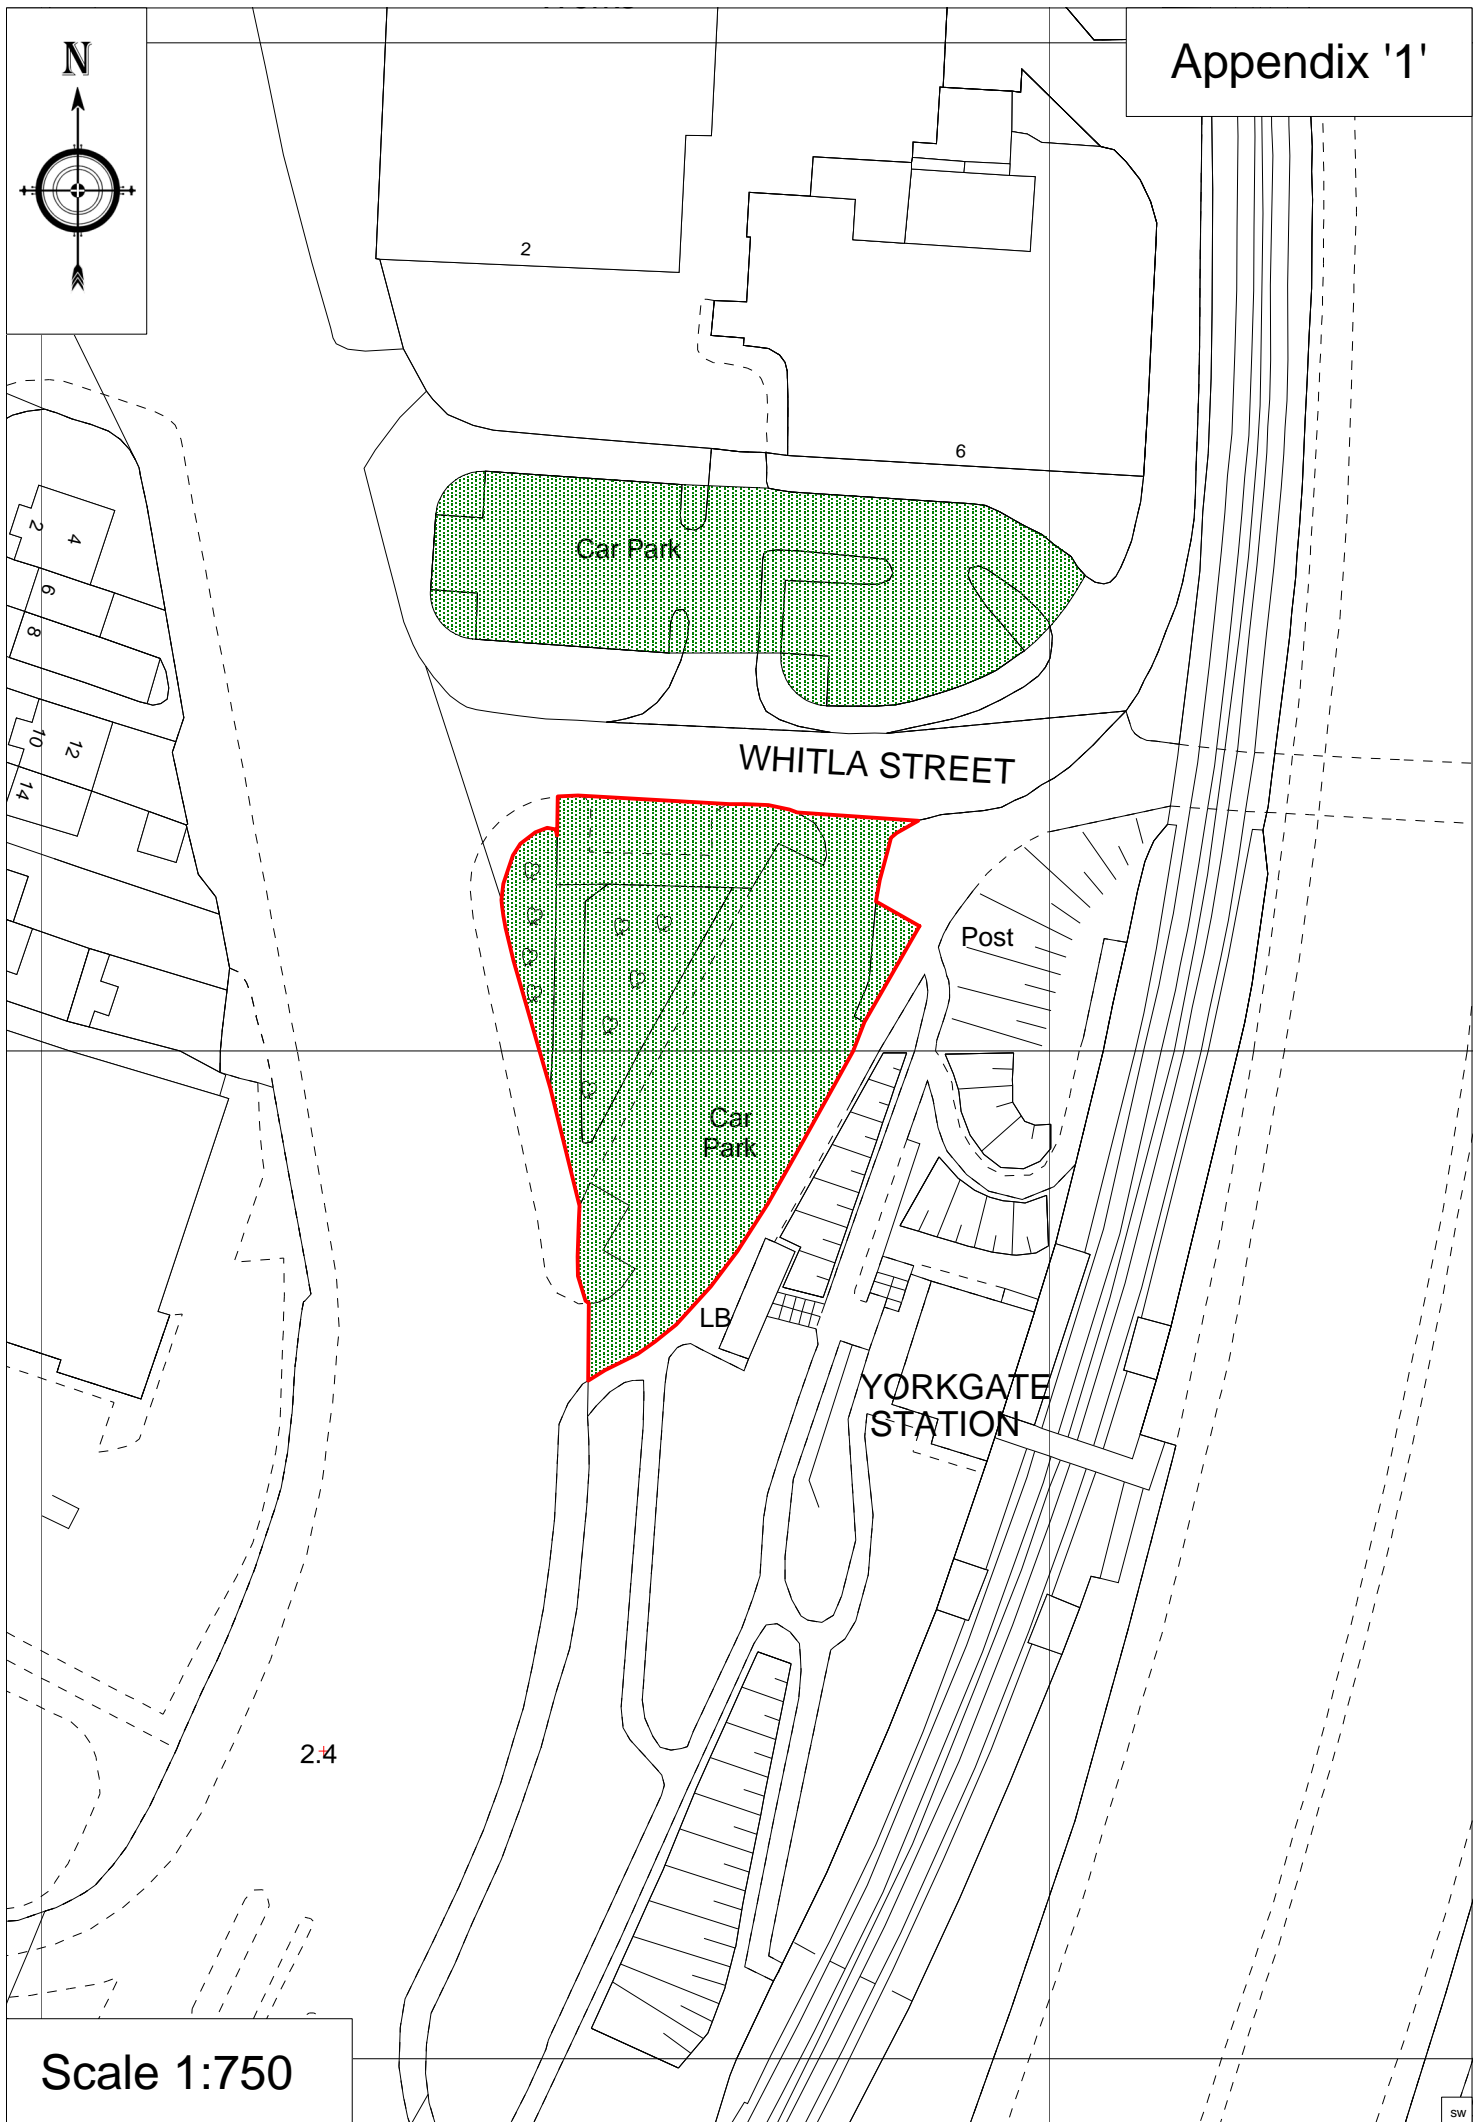 N
Appendix '1'
2
6
2
4
6
8
10
12
14
Car Park
WHITLA STREET
Post
Car
Park
LB
YORKGATE
STATION
2.4
Scale 1:750
SW